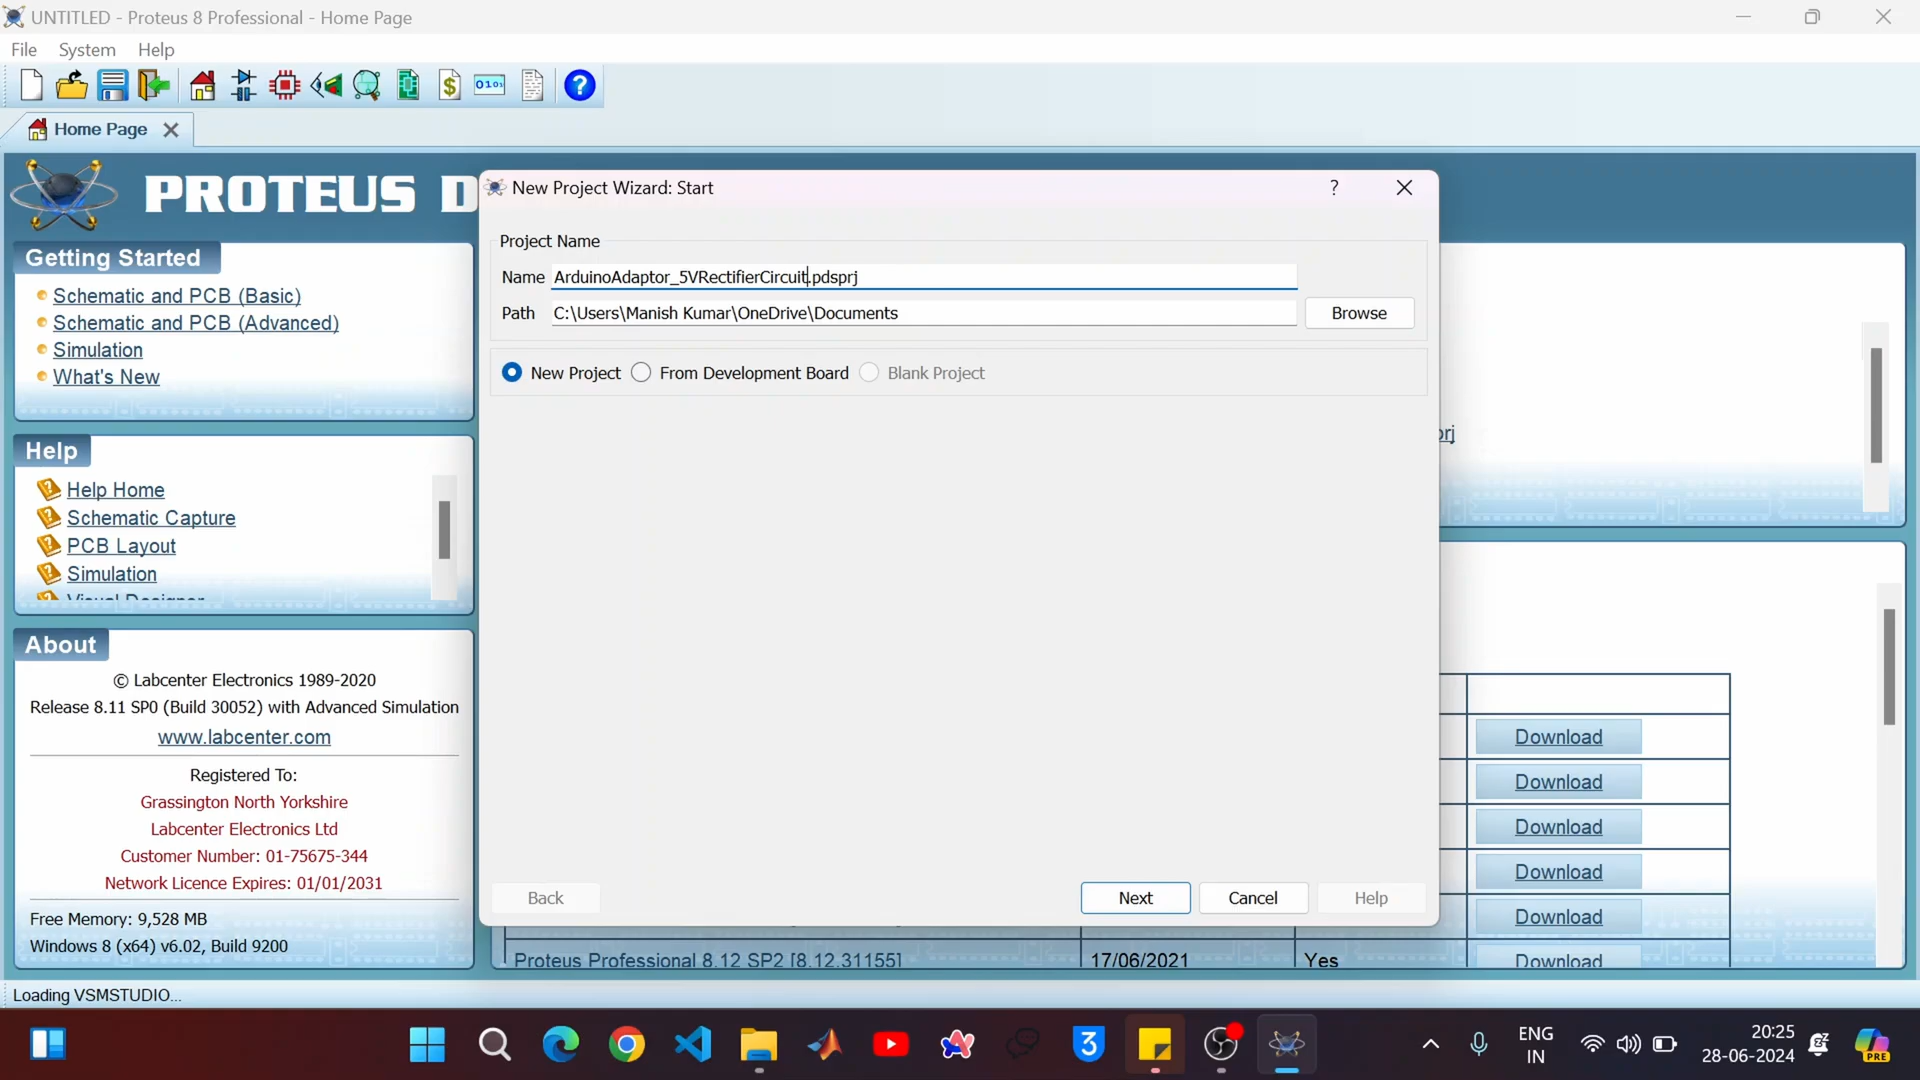 UNTITLED - Proteus 8 Professional - Home Page
File System Help
Home Page
PROTEUS D
Getting Started
Schematic and PCB (Basic)
Schematic and PCB (Advanced)
Simulation
What's New
Help
Help Home
Schematic Capture
PCB Layout
Simulation
Visual Designer
About
© Labcenter Electronics 1989-2020
Release 8.11 SP0 (Build 30052) with Advanced Simulation
www.labcenter.com
Registered To:
Grassington North Yorkshire
Labcenter Electronics Ltd
Customer Number: 01-75675-344
Network Licence Expires: 01/01/2031
Free Memory: 9,528 MB
Windows 8 (x64) v6.02, Build 9200
New Project Wizard: Start
Project Name
Name ArduinoAdaptor_5VRectifierCircuit.pdsprj
Path C:\Users\Manish Kumar\OneDrive\Documents Browse
New Project From Development Board Blank Project
Back Next Cancel Help
prj
Download
Download
Download
Download
Download
Proteus Professional 8.12 SP2 [8.12.31155] 17/06/2021 Yes Download
Loading VSMSTUDIO...
ENG
IN
20:25
28-06-2024
PRE